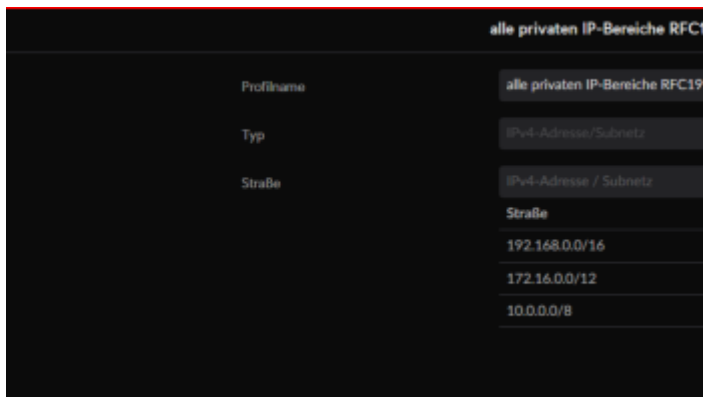 alle privaten IP-Bereiche RFC1
Profilname
alle privaten IP-Bereiche RFC19
Typ
IPv4-Adresse/Subnetz
Straße
IPv4-Adresse / Subnetz
Straße
192.168.0.0/16
172.16.0.0/12
10.0.0.0/8